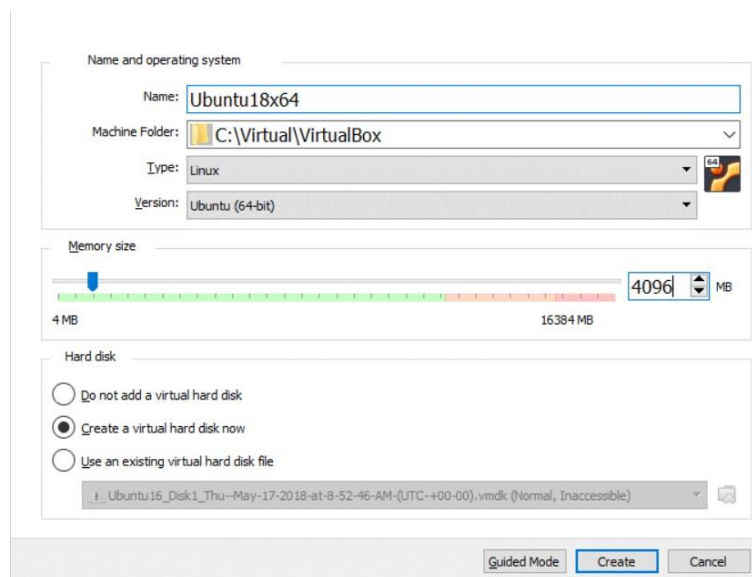 Name and operating system
Name: Ubuntu18x64
Machine Folder: C:\Virtual\VirtualBox
Type: Linux
64
Version: Ubuntu (64-bit)
Memory size
4096 MB
4 MB 16384 MB
Hard disk
Do not add a virtual hard disk
Create a virtual hard disk now
Use an existing virtual hard disk file
Ubuntu16_Disk1_Thu--May-17-2018-at-8-52-46-AM-(UTC-+00-00).vmdk (Normal, Inaccessible)
Guided Mode Create Cancel